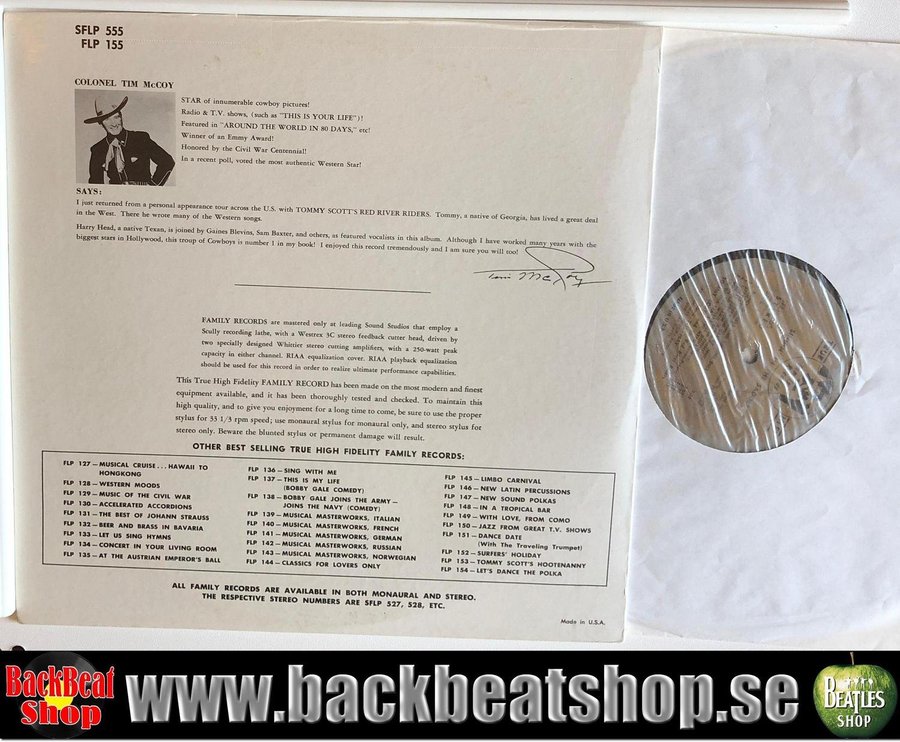 SFLP 555
FLP 155
COLONEL TIM McCOY
STAR of innumerable cowboy pictures!
Radio & T.V. shows, (such as "THIS IS YOUR LIFE")!
Featured in "AROUND THE WORLD IN 80 DAYS," etc!
Winner of an Emmy Award!
Honored by the Civil War Centennial!
In a recent poll, voted the most authentic Western Star!
SAYS:
I just returned from a personal appearance tour across the U.S. with TOMMY SCOTT'S RED RIVER RIDERS. Tommy, a native of Georgia, has lived a great deal
in the West. There he wrote many of the Western songs.
Harry Head, a native Texan, is joined by Gaines Blevins, Sam Baxter, and others, as featured vocalists in this album. Although I have worked many years with the
biggest stars in Hollywood, this troup of Cowboys is number 1 in my book! I enjoyed this record tremendously and I am sure you will too!
Tim McCoy
FAMILY RECORDS are mastered only at leading Sound Studios that employ a
Scully recording lathe, with a Westrex 3C stereo feedback cutter head, driven by
two specially designed Whittier stereo cutting amplifiers, with a 250-watt peak
capacity in either channel. RIAA equalization cover. RIAA playback equalization
should be used for this record in order to realize ultimate performance capabilities.
This True High Fidelity FAMILY RECORD has been made on the most modern and finest
equipment available, and it has been thoroughly tested and checked. To maintain this
high quality, and to give you enjoyment for a long time to come, be sure to use the proper
stylus for 33 1/3 rpm speed; use monaural stylus for monaural only, and stereo stylus for
stereo only. Beware the blunted stylus or permanent damage will result.
OTHER BEST SELLING TRUE HIGH FIDELITY FAMILY RECORDS:
FLP 127—MUSICAL CRUISE...HAWAII TO
HONGKONG
FLP 128—WESTERN MOODS
FLP 129—MUSIC OF THE CIVIL WAR
FLP 130—ACCELERATED ACCORDIONS
FLP 131—THE BEST OF JOHANN STRAUSS
FLP 132—BEER AND BRASS IN BAVARIA
FLP 133—LET US SING HYMNS
FLP 134—CONCERT IN YOUR LIVING ROOM
FLP 135—AT THE AUSTRIAN EMPEROR'S BALL
FLP 136—SING WITH ME
FLP 137—THIS IS MY LIFE
(BOBBY GALE COMEDY)
FLP 138—BOBBY GALE JOINS THE ARMY—
JOINS THE NAVY (COMEDY)
FLP 139—MUSICAL MASTERWORKS, ITALIAN
FLP 140—MUSICAL MASTERWORKS, FRENCH
FLP 141—MUSICAL MASTERWORKS, GERMAN
FLP 142—MUSICAL MASTERWORKS, RUSSIAN
FLP 143—MUSICAL MASTERWORKS, NORWEGIAN
FLP 144—CLASSICS FOR LOVERS ONLY
FLP 145—LIMBO CARNIVAL
FLP 146—NEW LATIN PERCUSSIONS
FLP 147—NEW SOUND POLKAS
FLP 148—IN A TROPICAL BAR
FLP 149—WITH LOVE, FROM COMO
FLP 150—JAZZ FROM GREAT T.V. SHOWS
FLP 151—DANCE DATE
(With The Traveling Trumpet)
FLP 152—SURFERS' HOLIDAY
FLP 153—TOMMY SCOTT'S HOOTENANNY
FLP 154—LET'S DANCE THE POLKA
ALL FAMILY RECORDS ARE AVAILABLE IN BOTH MONAURAL AND STEREO.
THE RESPECTIVE STEREO NUMBERS ARE SFLP 527, 528, ETC.
Made in U.S.A.
BackBeat
Shop
www.backbeatshop.se
BEATLES
SHOP